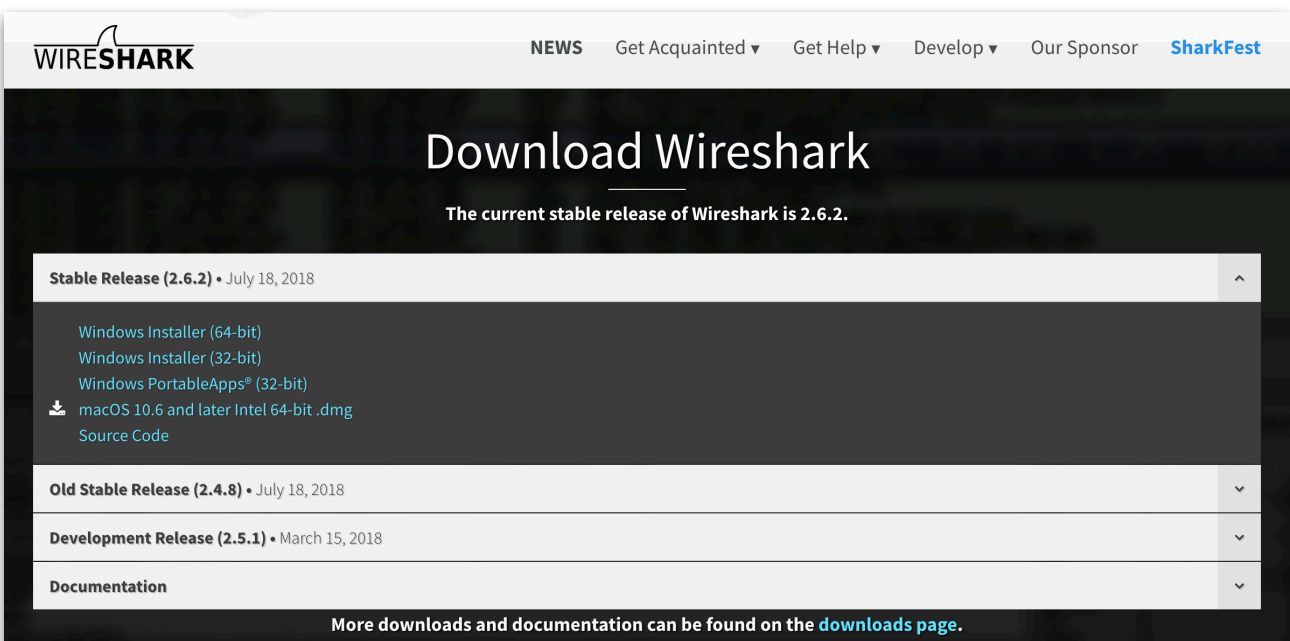 WIRESHARK
NEWS Get Acquainted ▾ Get Help ▾ Develop ▾ Our Sponsor SharkFest
Download Wireshark
The current stable release of Wireshark is 2.6.2.
Stable Release (2.6.2) • July 18, 2018
Windows Installer (64-bit)
Windows Installer (32-bit)
Windows PortableApps® (32-bit)
macOS 10.6 and later Intel 64-bit .dmg
Source Code
Old Stable Release (2.4.8) • July 18, 2018
Development Release (2.5.1) • March 15, 2018
Documentation
More downloads and documentation can be found on the downloads page.